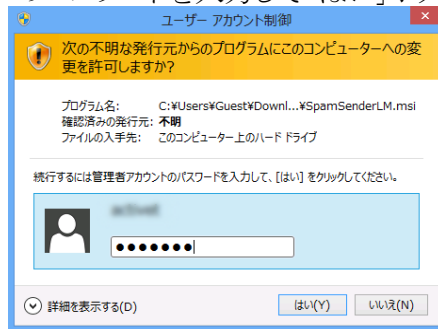 ユーザー アカウント制御
次の不明な発行元からのプログラムにこのコンピューターへの変
更を許可しますか?
プログラム名: C:¥Users¥Guest¥Downl...¥SpamSenderLM.msi
確認済みの発行元: 不明
ファイルの入手先: このコンピューター上のハード ドライブ
続行するには管理者アカウントのパスワードを入力して、[はい] をクリックしてください。
●●●●●●●
詳細を表示する(D)
はい(Y)
いいえ(N)